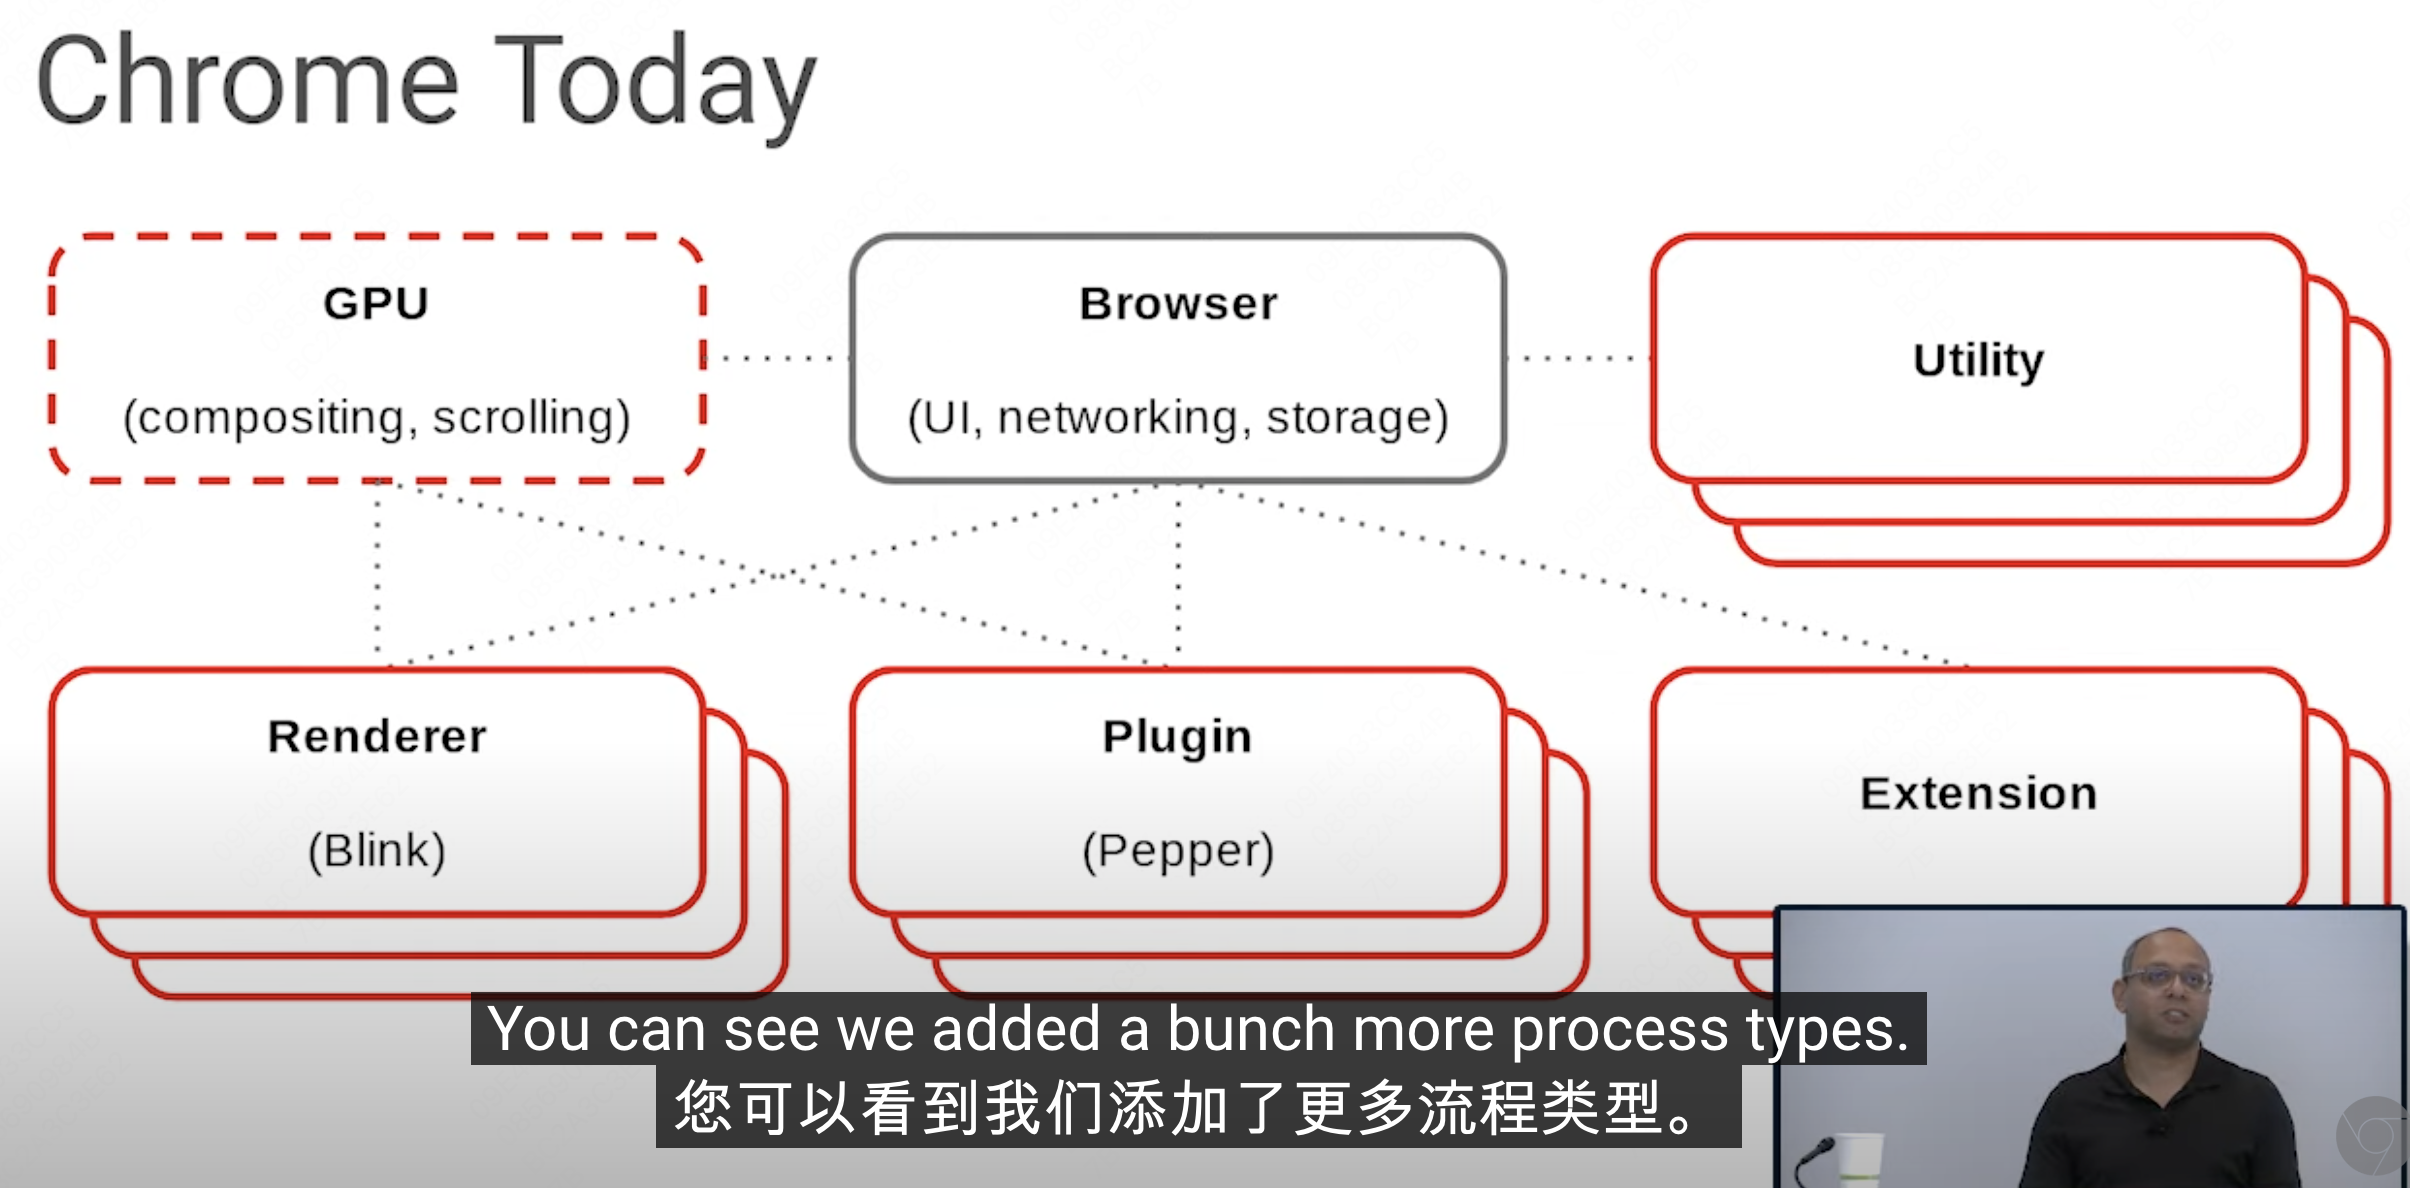 Chrome Today
GPU
(compositing, scrolling)
Browser
(UI, networking, storage)
Utility
Renderer
(Blink)
Plugin
(Pepper)
Extension
You can see we added a bunch more process types.
您可以看到我们添加了更多流程类型。